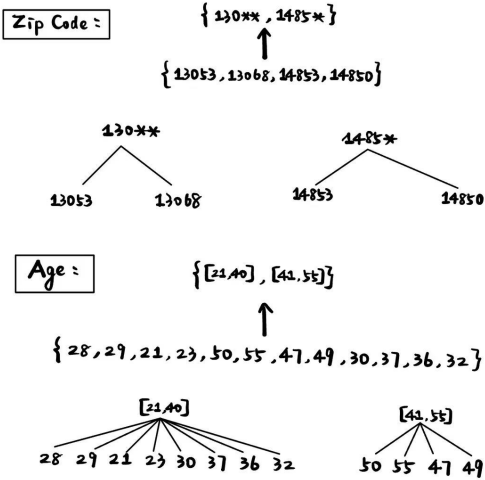 Zip Code :
{ 130** , 1485* }
{ 13053 , 13068 , 14853 , 14850 }
130**
1485*
13053 13068
14853 14850
Age :
{ [21,40] , [41,55] }
{ 28 , 29 , 21 , 23 , 50 , 55 , 47 , 49 , 30 , 37 , 36 , 32 }
[21,40]
[41,55]
28 29 21 23 30 37 36 32
50 55 47 49